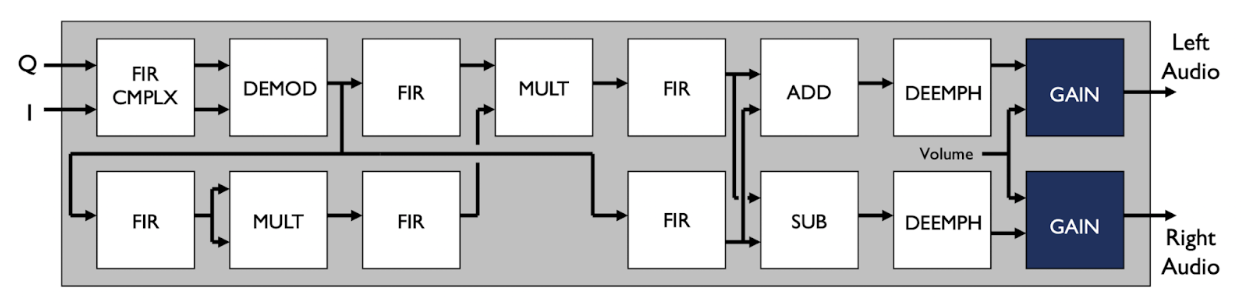 Q
I
FIR
CMPLX
DEMOD
FIR
MULT
FIR
ADD
DEEMPH
GAIN
Left
Audio
Volume
FIR
MULT
FIR
FIR
SUB
DEEMPH
GAIN
Right
Audio